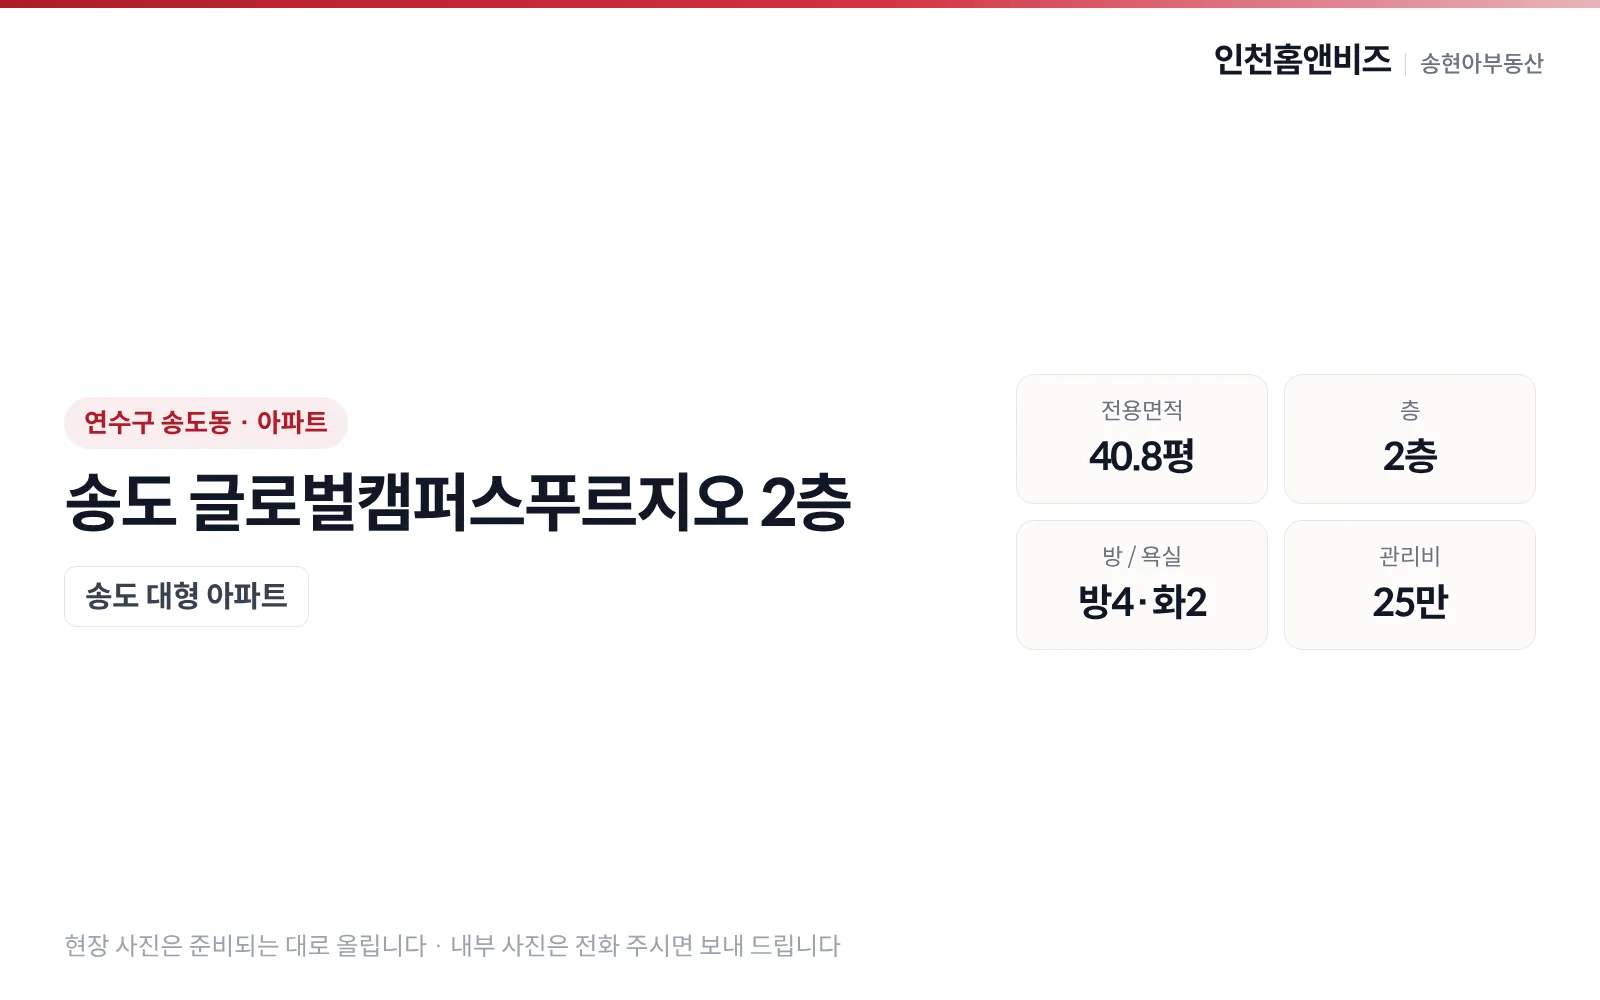 인천홈앤비즈 | 송현아부동산
연수구 송도동 · 아파트
송도 글로벌캠퍼스푸르지오 2층
송도 대형 아파트
전용면적
40.8평
층
2층
방 / 욕실
방4·화2
관리비
25만
현장 사진은 준비되는 대로 올립니다 · 내부 사진은 전화 주시면 보내 드립니다